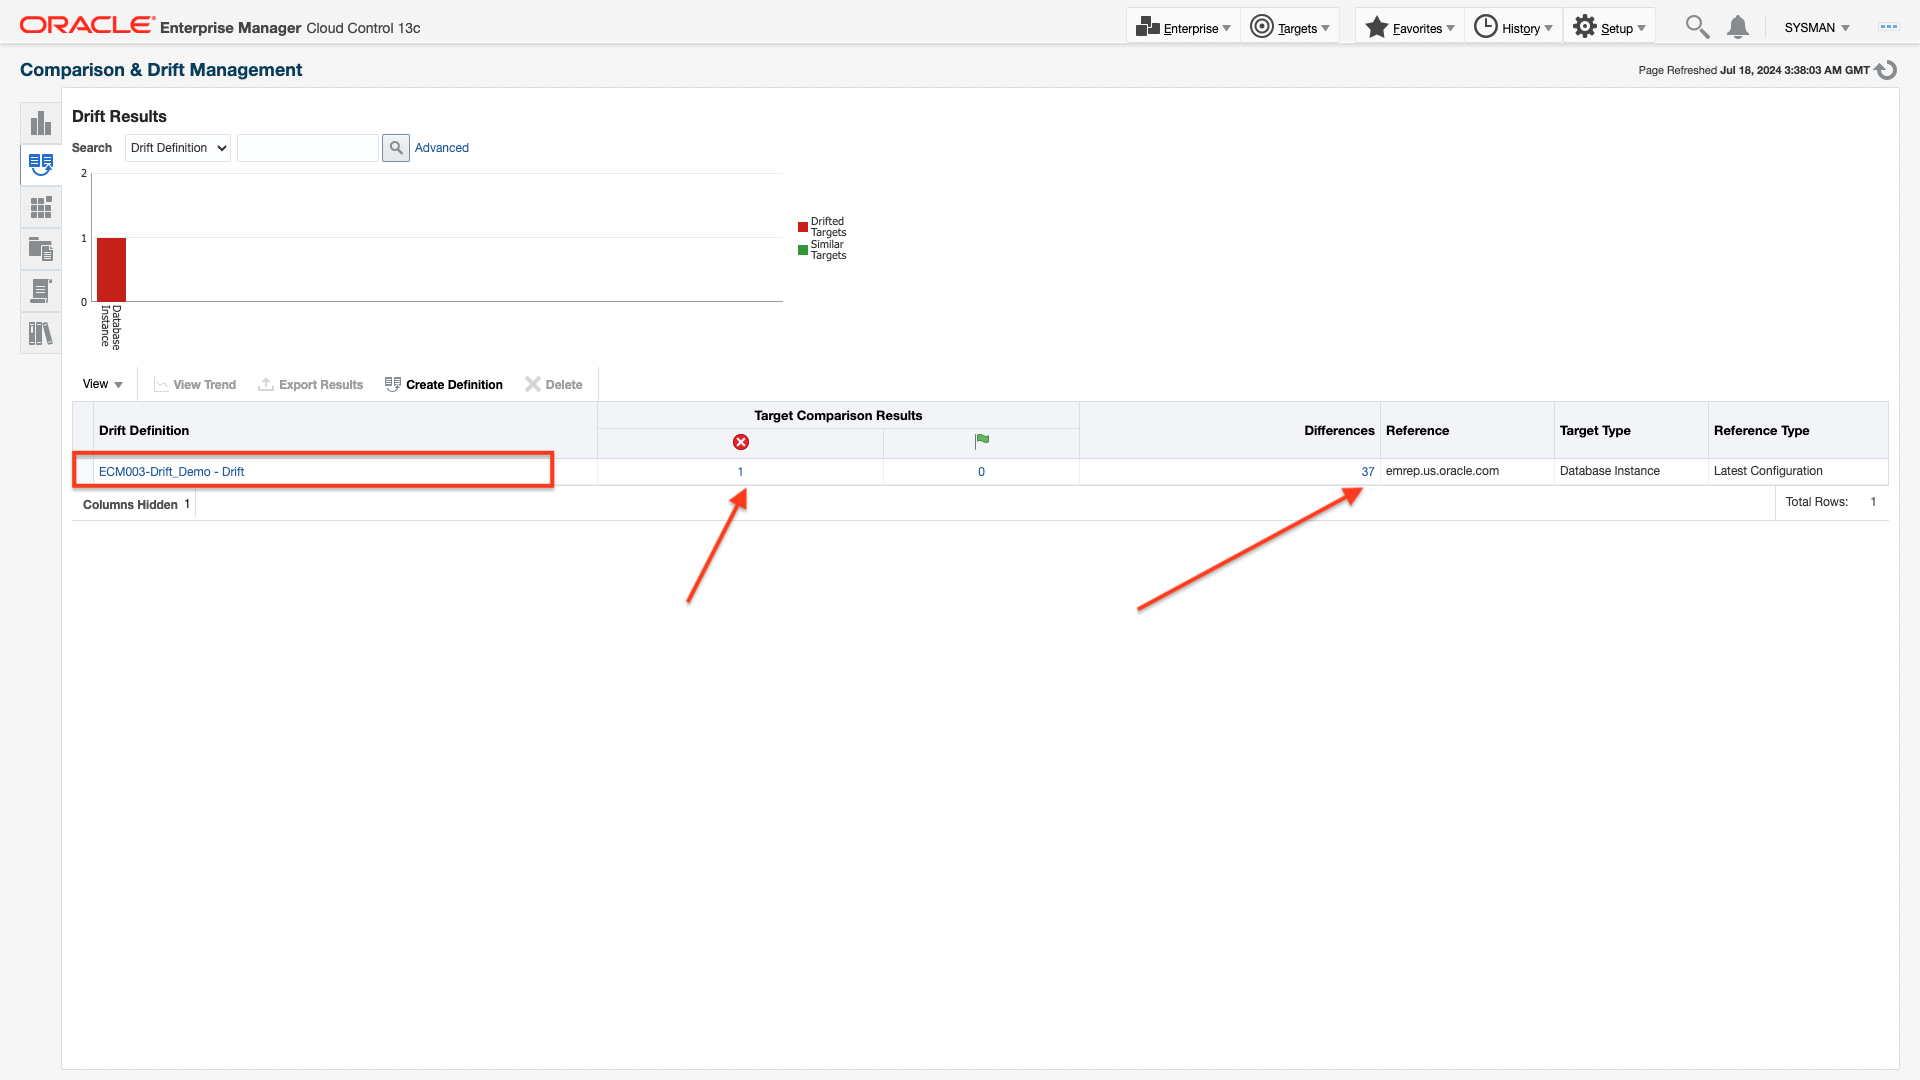 ORACLE Enterprise Manager Cloud Control 13c
Enterprise Targets Favorites History Setup SYSMAN
Comparison & Drift Management
Page Refreshed Jul 18, 2024 3:38:03 AM GMT
Drift Results
Search Drift Definition Advanced
2
1
0
Database
Instance
Drifted
Targets
Similar
Targets
View View Trend Export Results Create Definition Delete
Drift Definition Target Comparison Results Differences Reference Target Type Reference Type
ECM003-Drift_Demo - Drift 1 0 37 emrep.us.oracle.com Database Instance Latest Configuration
Columns Hidden 1 Total Rows: 1